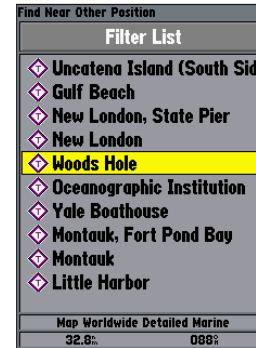 Find Near Other Position
Filter List
Uncatena Island (South Sid
Gulf Beach
New London, State Pier
New London
Woods Hole
Oceanographic Institution
Yale Boathouse
Montauk, Fort Pond Bay
Montauk
Little Harbor
Map Worldwide Detailed Marine
32.8
088°